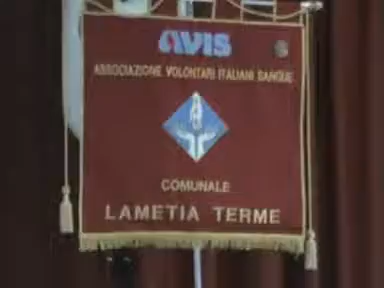 AVIS
ASSOCIAZIONE VOLONTARI ITALIANI SANGUE
COMUNALE
LAMETIA TERME